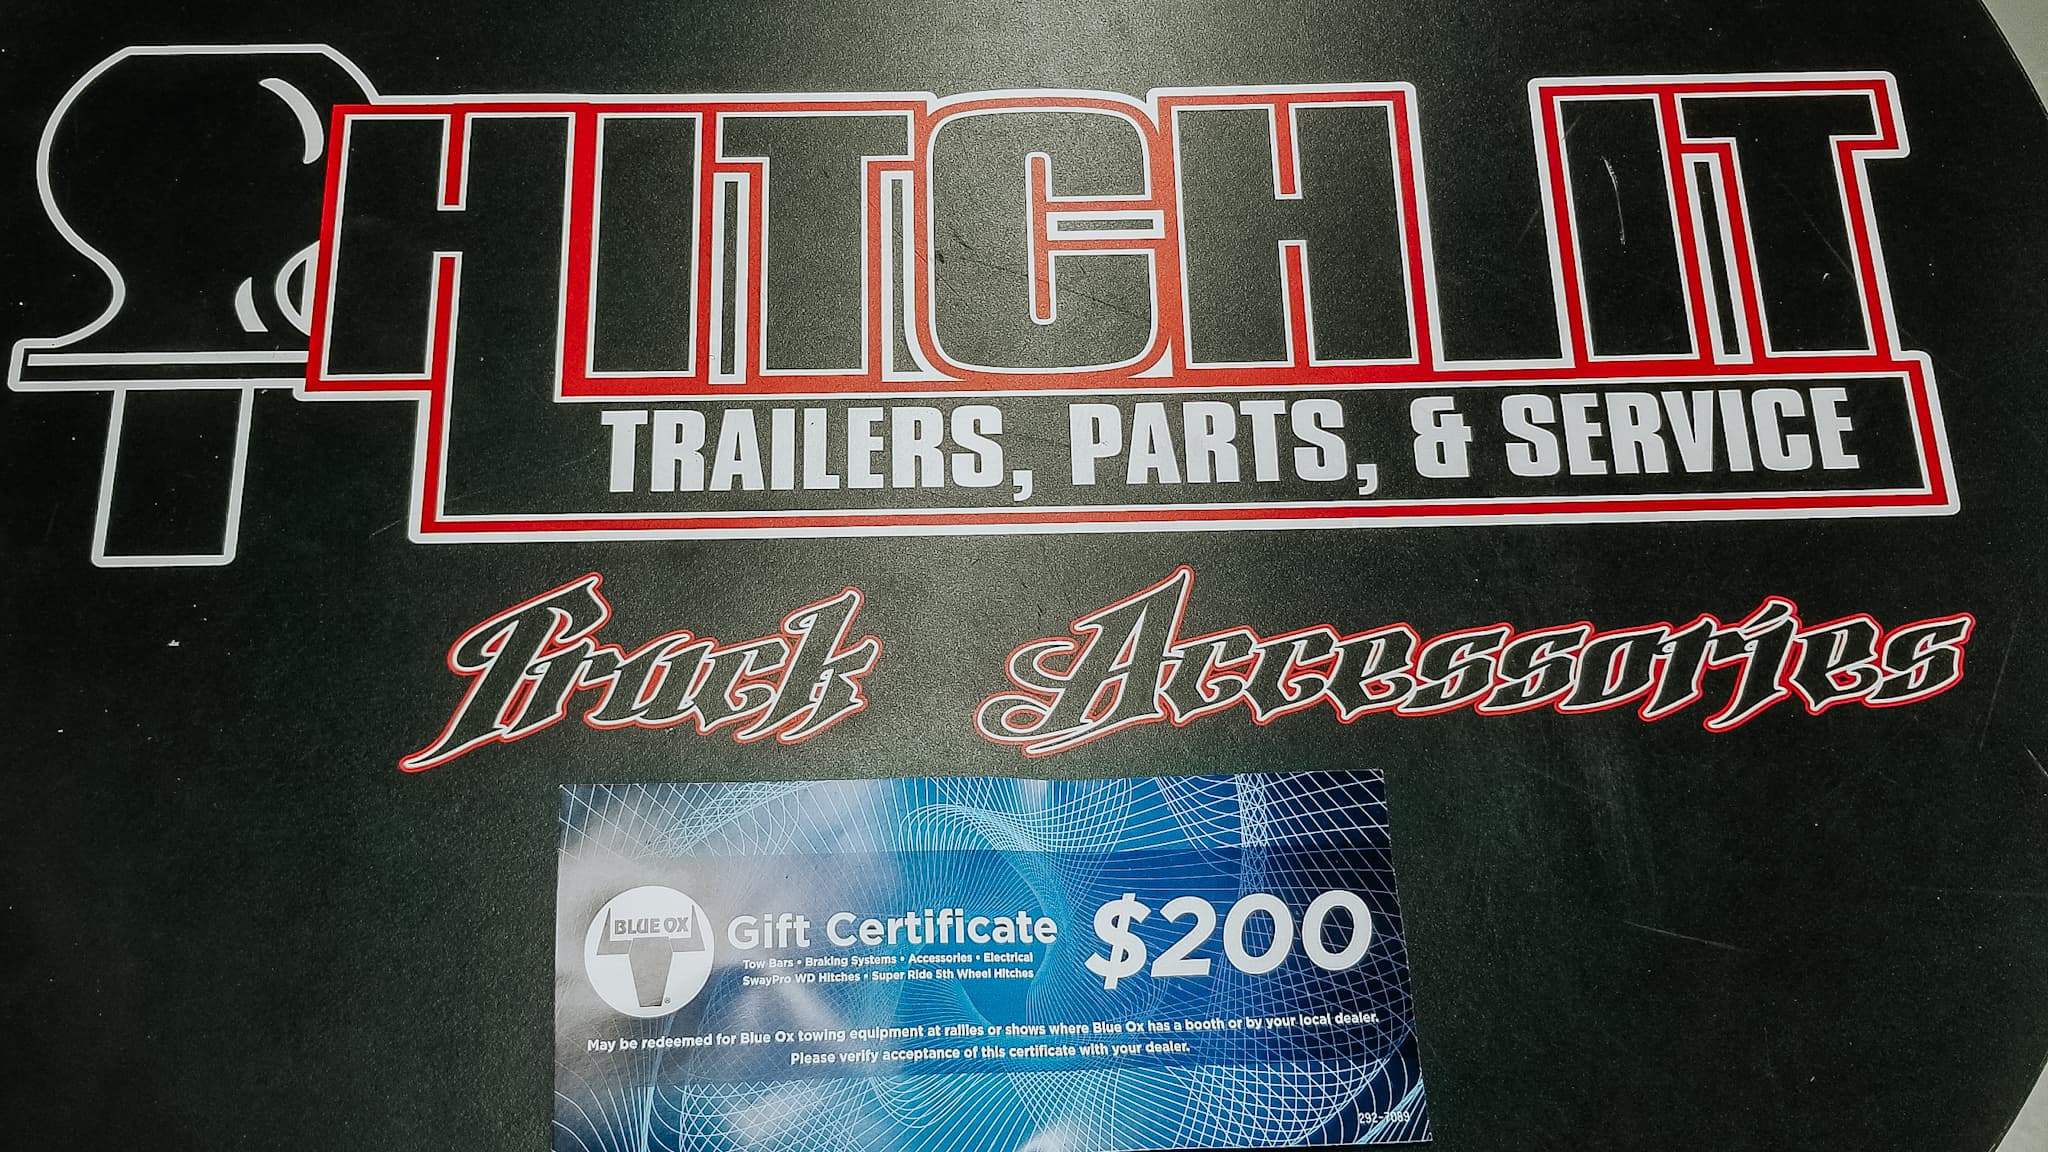 HITCH IT
TRAILERS, PARTS, & SERVICE
Truck Accessories
BLUE OX
®
Gift Certificate
$200
Tow Bars • Braking Systems • Accessories • Electrical
SwayPro WD Hitches • Super Ride 5th Wheel Hitches
May be redeemed for Blue Ox towing equipment at rallies or shows where Blue Ox has a booth or by your local dealer.
Please verify acceptance of this certificate with your dealer.
292-7089